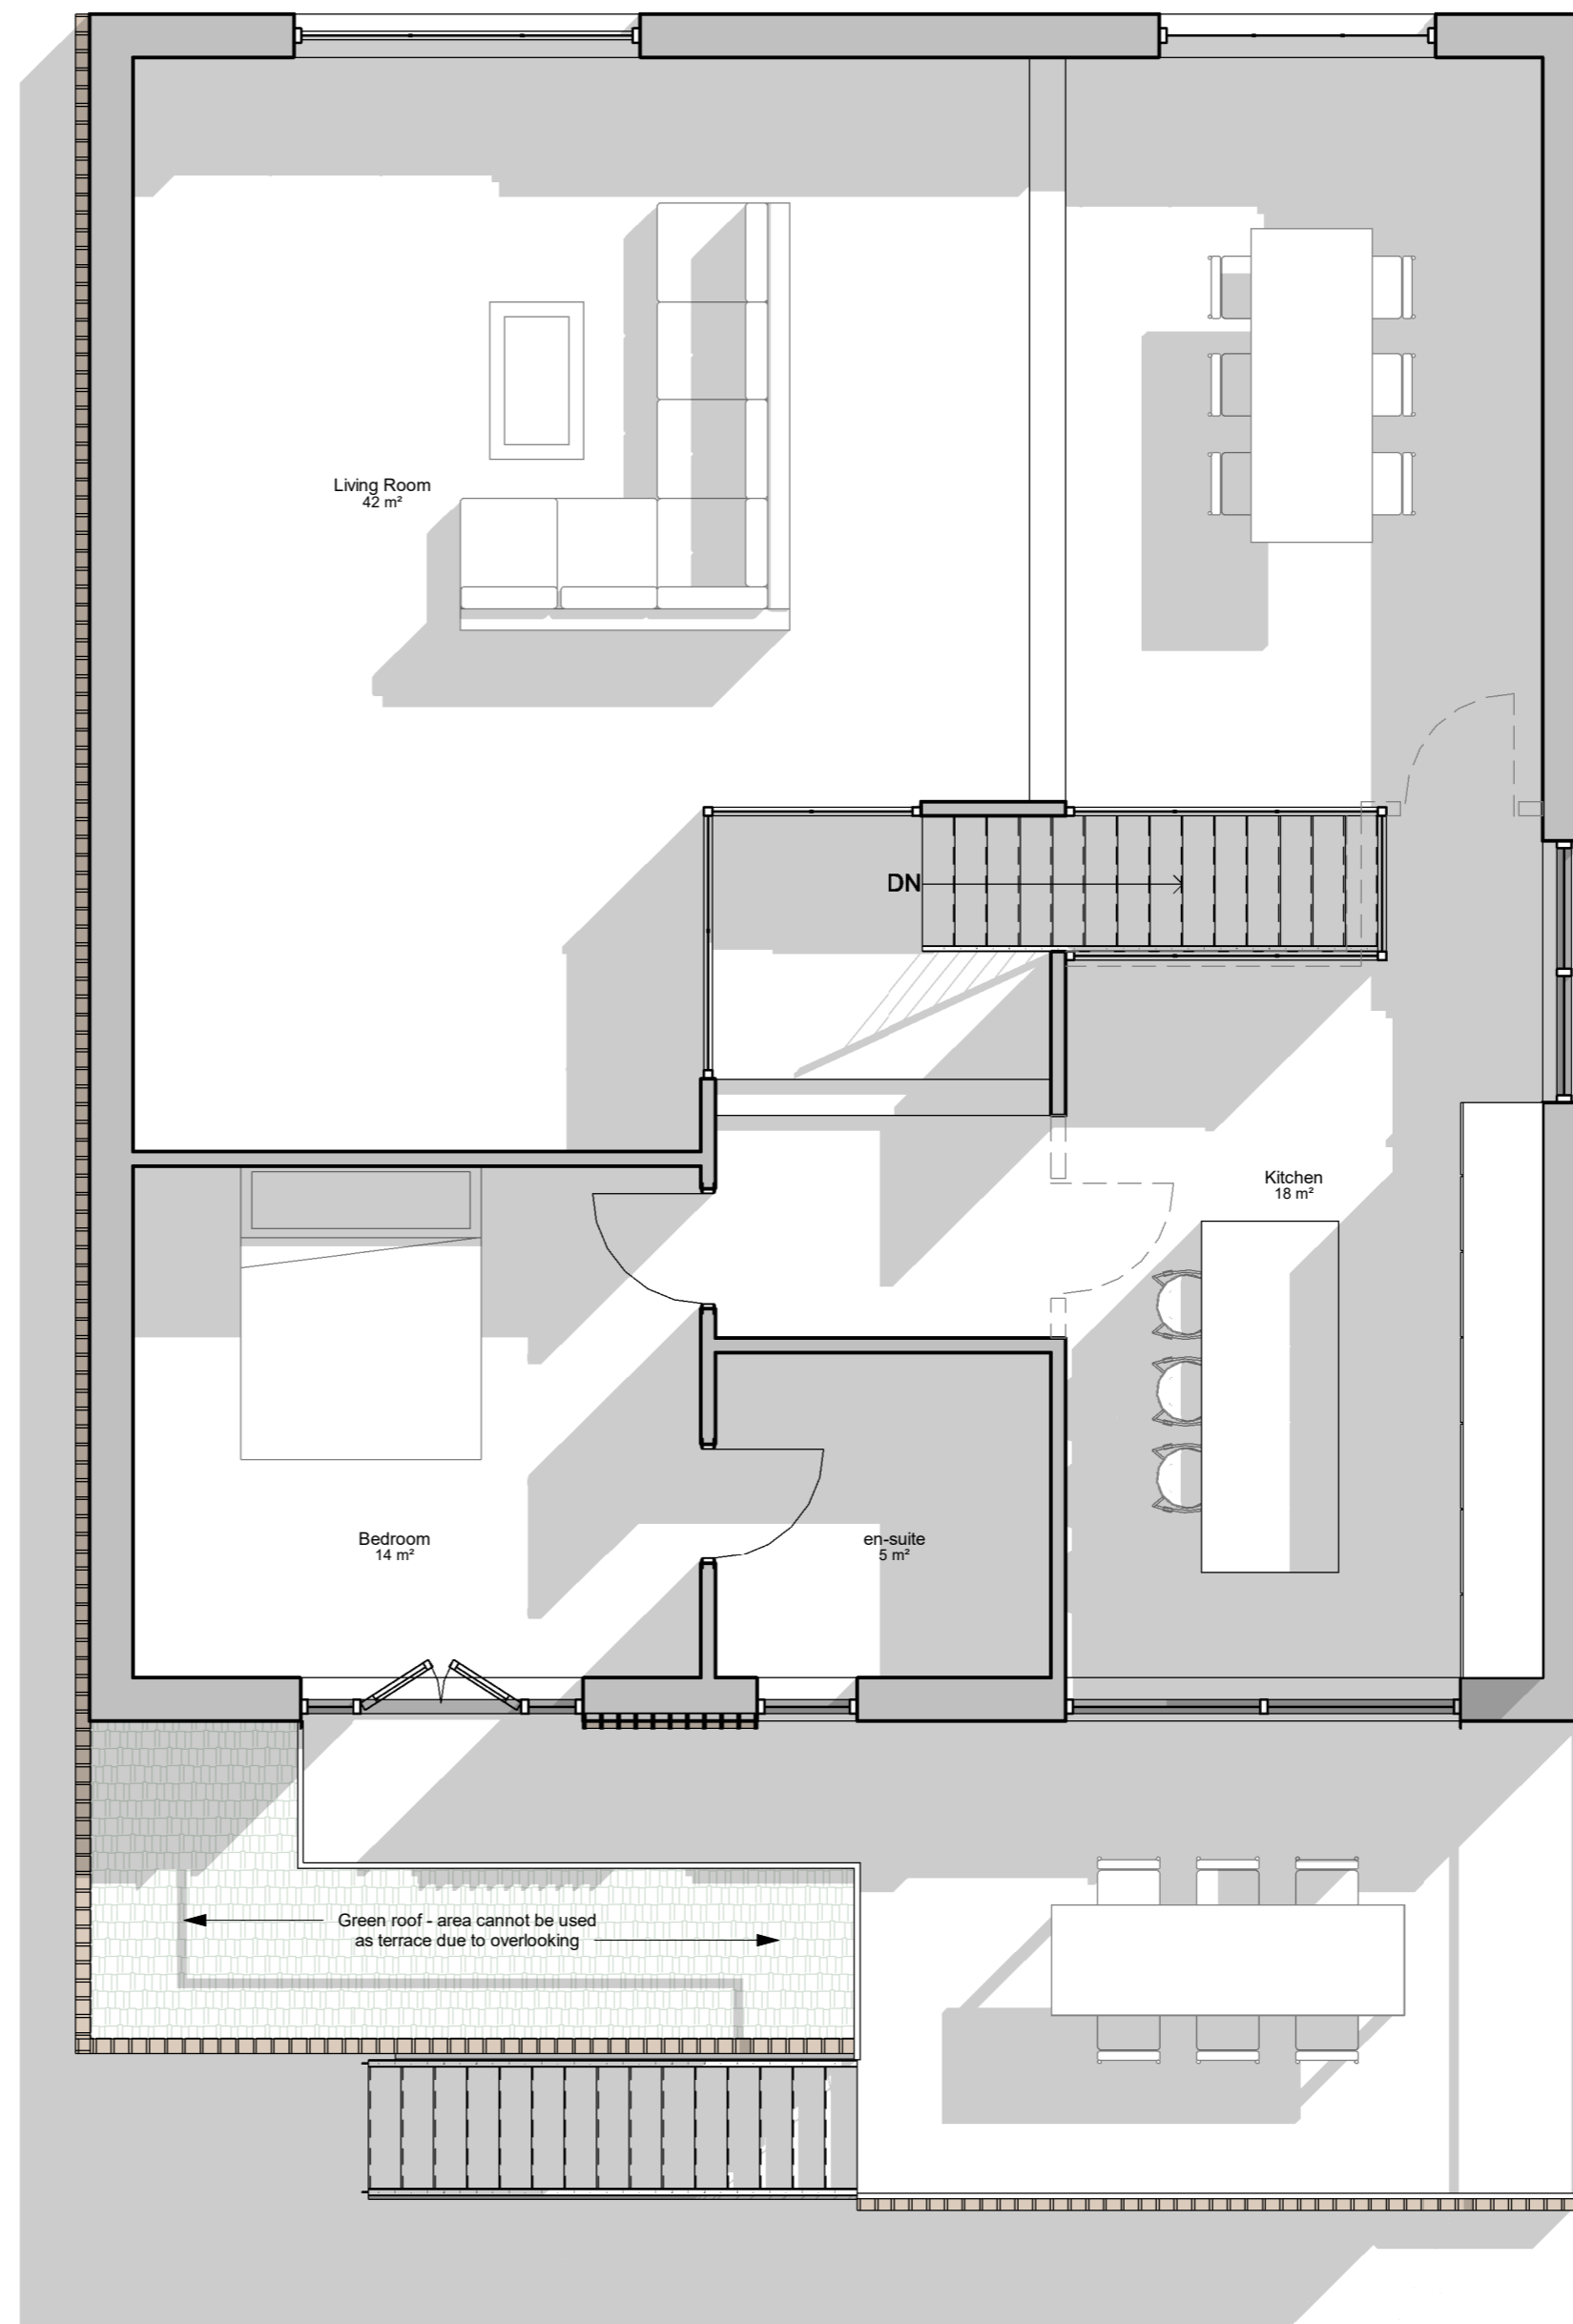 Living Room
42 m²
DN
Kitchen
18 m²
Bedroom
14 m²
en-suite
5 m²
Green roof - area cannot be used
as terrace due to overlooking